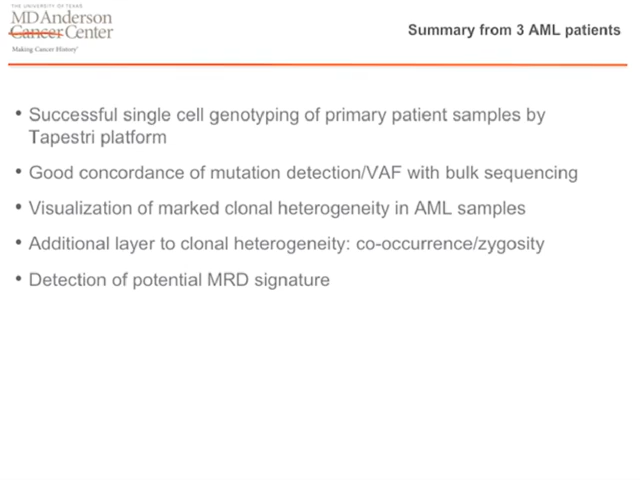 THE UNIVERSITY OF TEXAS
MD Anderson
Cancer Center
Making Cancer History®
Summary from 3 AML patients
• Successful single cell genotyping of primary patient samples by
Tapestri platform
• Good concordance of mutation detection/VAF with bulk sequencing
• Visualization of marked clonal heterogeneity in AML samples
• Additional layer to clonal heterogeneity: co-occurrence/zygosity
• Detection of potential MRD signature